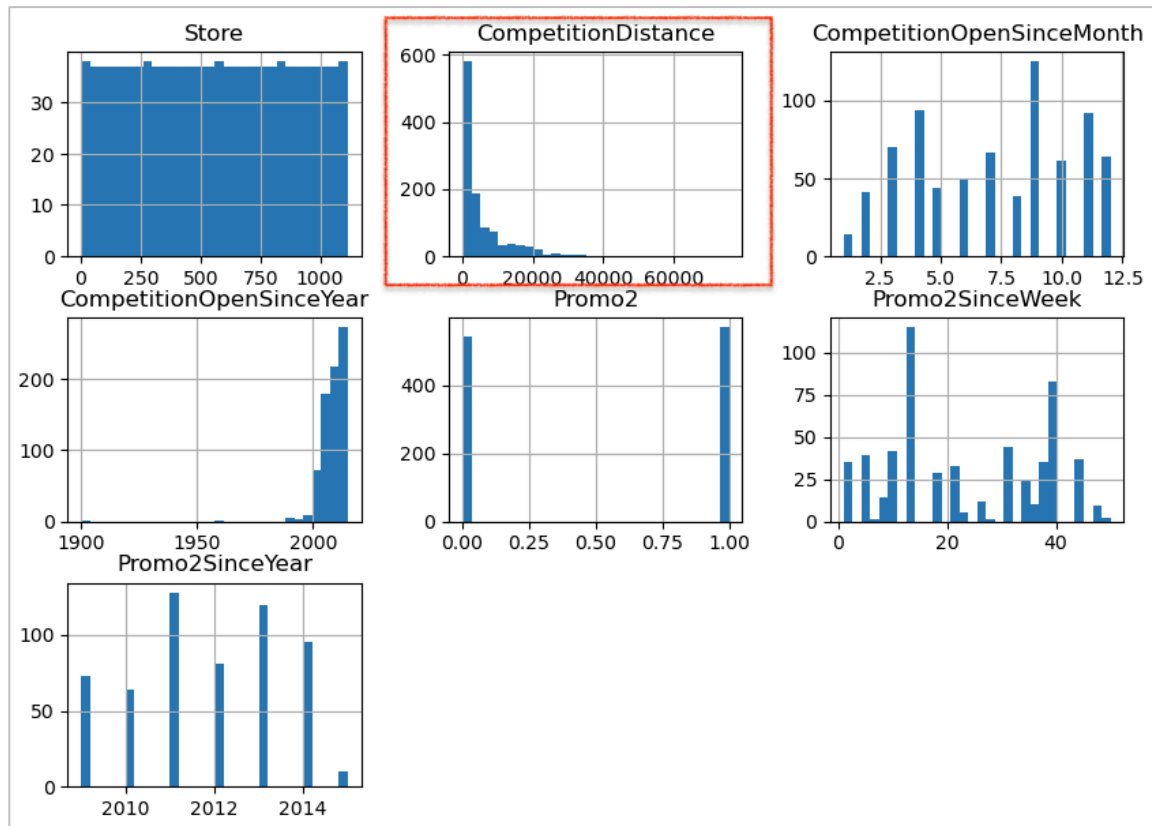 Store
30
20
10
0
0 250 500 750 1000
CompetitionDistance
600
400
200
0
0 20000 40000 60000
CompetitionOpenSinceMonth
100
50
0
2.5 5.0 7.5 10.0 12.5
CompetitionOpenSinceYear
200
100
0
1900 1950 2000
Promo2
400
200
0
0.00 0.25 0.50 0.75 1.00
Promo2SinceWeek
100
75
50
25
0
0 20 40
Promo2SinceYear
100
50
0
2010 2012 2014